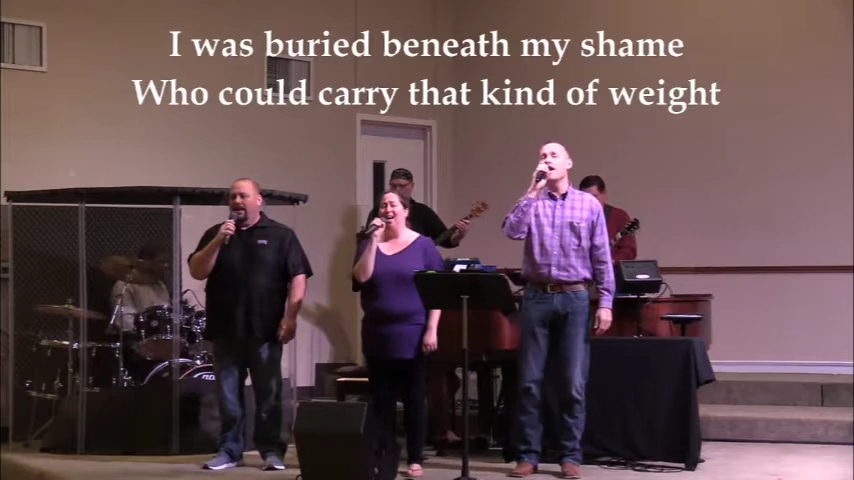 I was buried beneath my shame
Who could carry that kind of weight